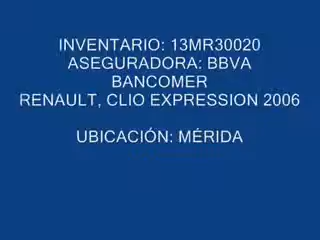 INVENTARIO: 13MR30020
ASEGURADORA: BBVA
BANCOMER
RENAULT, CLIO EXPRESSION 2006
UBICACIÓN: MÉRIDA